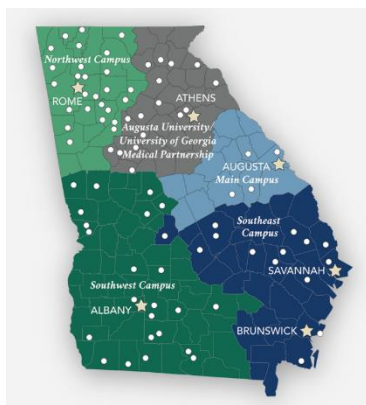 Northwest Campus
ROME
ATHENS
Augusta University/
University of Georgia
Medical Partnership
AUGUSTA
Main Campus
Southeast
Campus
SAVANNAH
Southwest Campus
ALBANY
BRUNSWICK